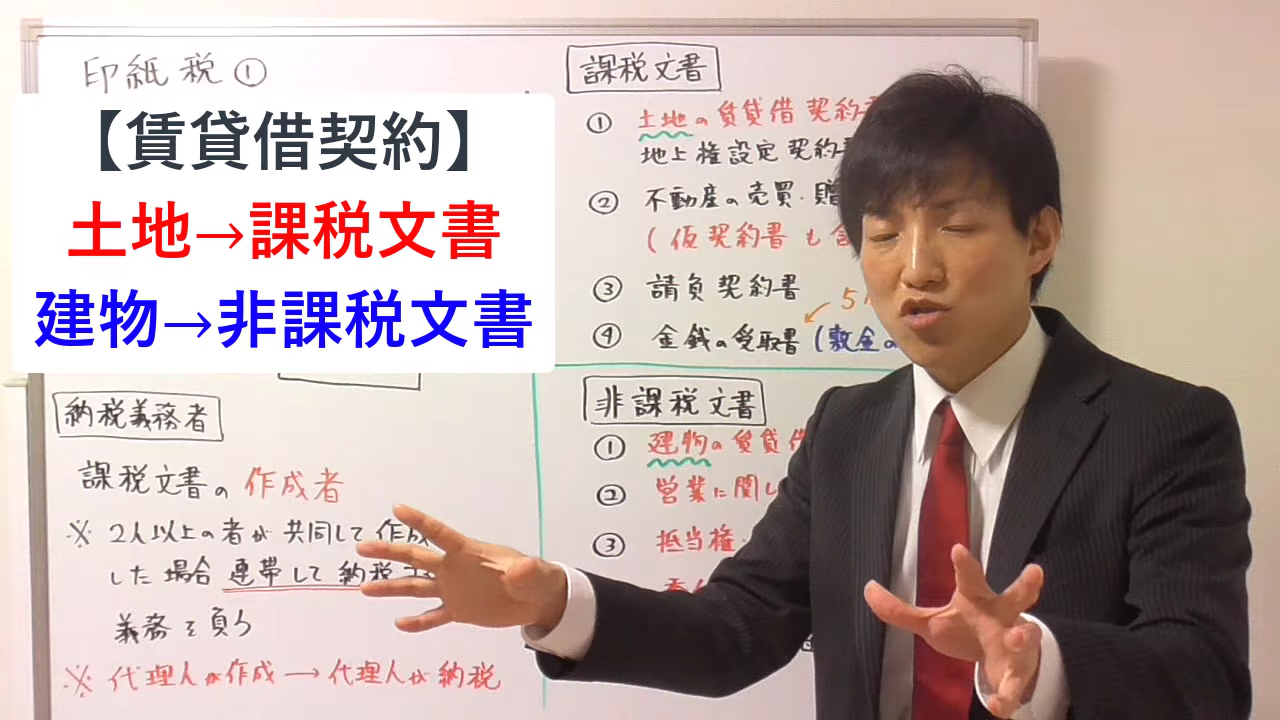 印紙税①
【賃貸借契約】
土地→課税文書
建物→非課税文書
納税義務者
課税文書の作成者
※ 2人以上の者が共同して作成
した場合 連帯して納税
義務を負う
※ 代理人が作成→代理人が納税
課税文書
① 土地の賃貸借契約
地上権設定契約
② 不動産の売買・贈
(仮契約書も
③ 請負契約書
5
④ 金銭の受取書(敷金の
非課税文書
① 建物の賃貸借
② 営業に関し
③ 抵当権・